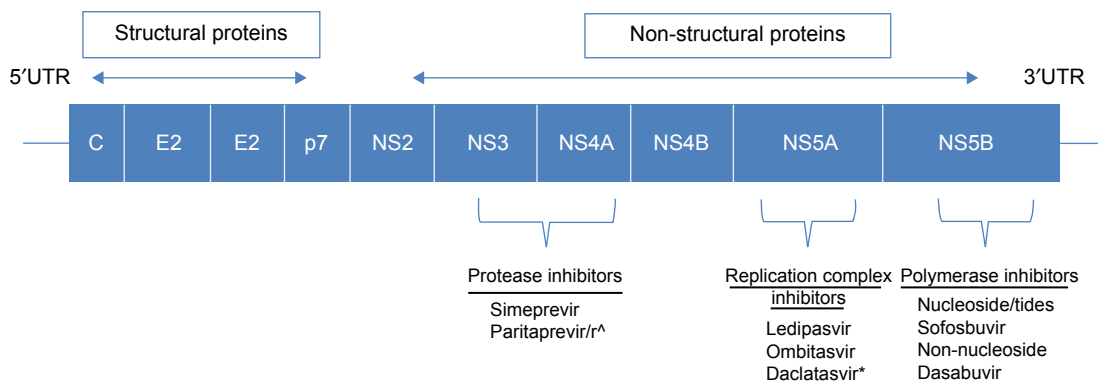 Structural proteins
Non-structural proteins
5′UTR
3′UTR
C
E2
E2
p7
NS2
NS3
NS4A
NS4B
NS5A
NS5B
Protease inhibitors
Simeprevir
Paritaprevir/r^
Replication complex
inhibitors
Ledipasvir
Ombitasvir
Daclatasvir*
Polymerase inhibitors
Nucleoside/tides
Sofosbuvir
Non-nucleoside
Dasabuvir